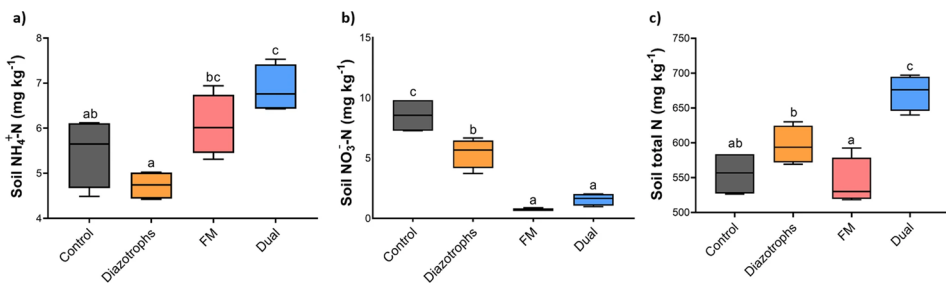 a)
Soil NH₄⁺-N (mg kg⁻¹)
8
7
6
5
4
ab
a
bc
c
Control
Diazotrophs
FM
Dual
b)
Soil NO₃⁻-N (mg kg⁻¹)
15
10
5
0
c
b
a
a
Control
Diazotrophs
FM
Dual
c)
Soil total N (mg kg⁻¹)
750
700
650
600
550
500
ab
b
a
c
Control
Diazotrophs
FM
Dual